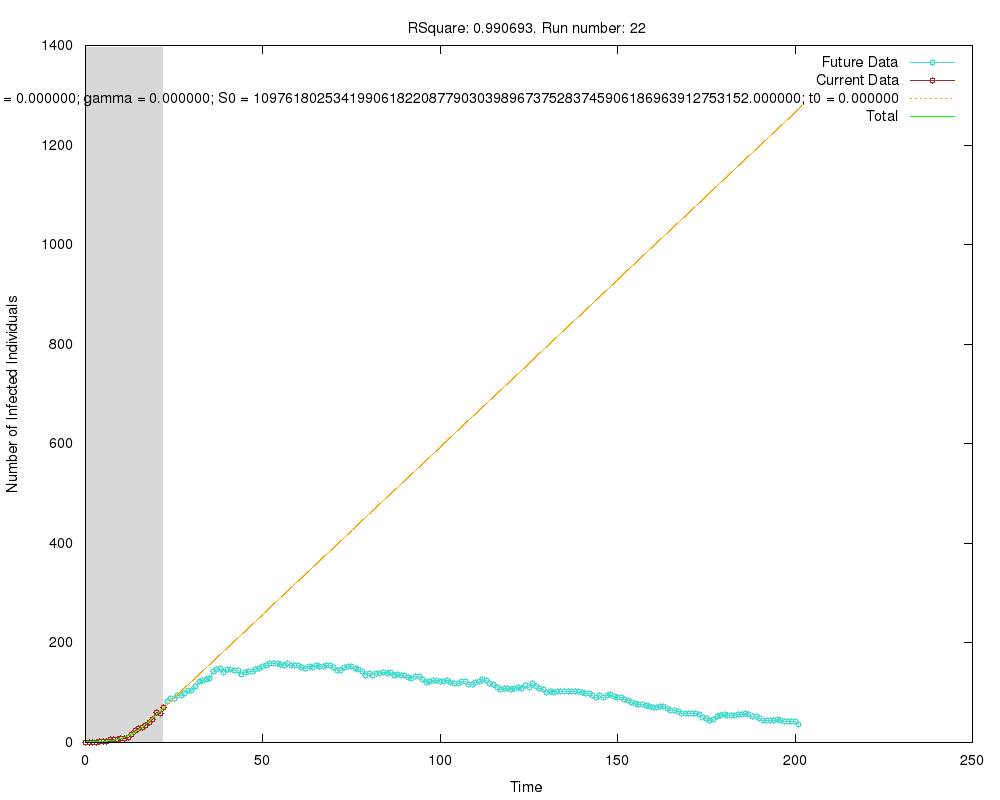 RSquare: 0.990693. Run number: 22
1400
1200
1000
800
600
400
200
0
Number of Infected Individuals
Future Data
Current Data
= 0.000000; gamma = 0.000000; S0 = 10976180253419906182208779030398967375283745906186963912753152.000000; t0 = 0.000000
Total
0
50
100
150
200
250
Time